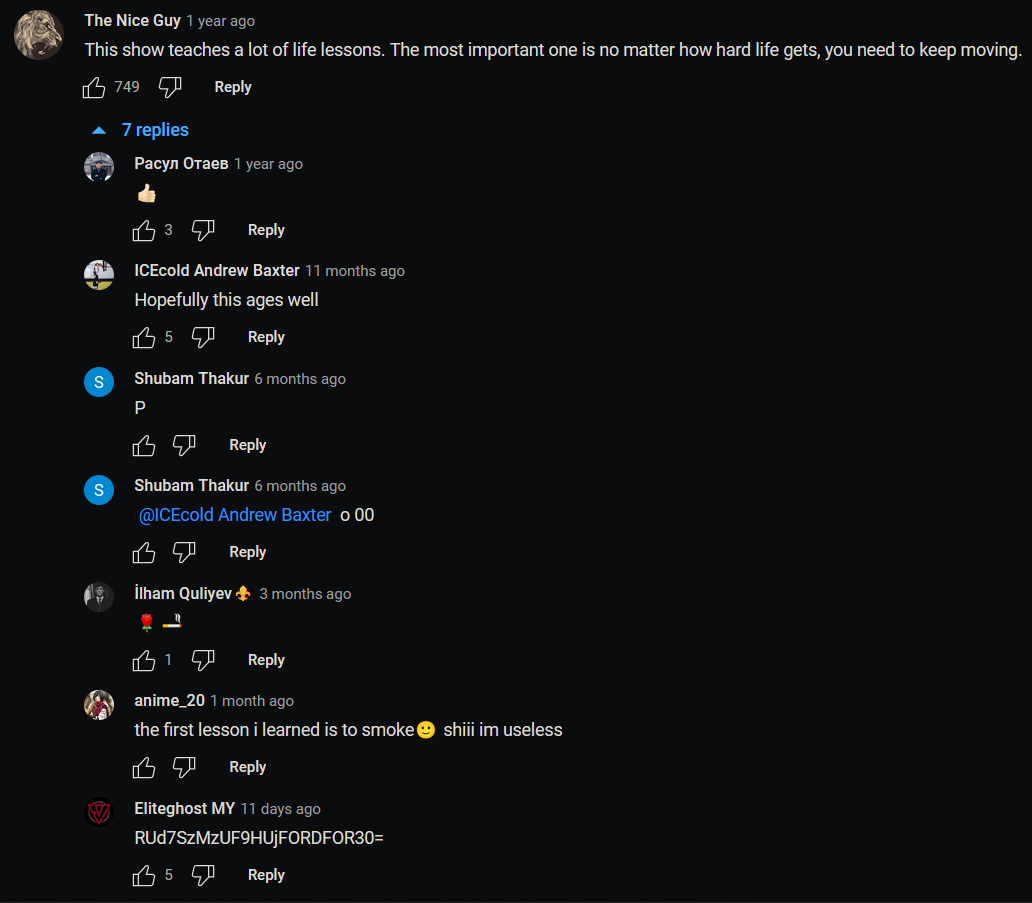 The Nice Guy 1 year ago
This show teaches a lot of life lessons. The most important one is no matter how hard life gets, you need to keep moving.
749 Reply
7 replies
Расул Отаев 1 year ago
👍🏻
3 Reply
ICEcold Andrew Baxter 11 months ago
Hopefully this ages well
5 Reply
S Shubam Thakur 6 months ago
P
Reply
S Shubam Thakur 6 months ago
@ICEcold Andrew Baxter o 00
Reply
İlham Quliyev⚜️ 3 months ago
🌹 🚬
1 Reply
anime_20 1 month ago
the first lesson i learned is to smoke🙂 shiii im useless
Reply
Eliteghost MY 11 days ago
RUd7SzMzUF9HUjFORDFOR30=
5 Reply